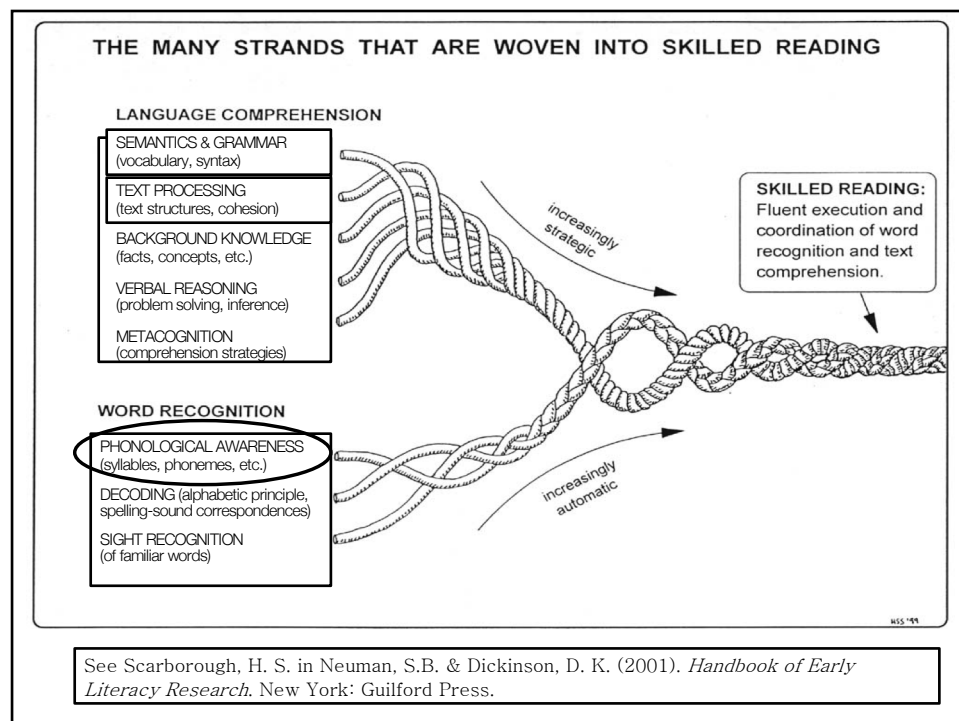 THE MANY STRANDS THAT ARE WOVEN INTO SKILLED READING
LANGUAGE COMPREHENSION
SEMANTICS & GRAMMAR
(vocabulary, syntax)
TEXT PROCESSING
(text structures, cohesion)
BACKGROUND KNOWLEDGE
(facts, concepts, etc.)
VERBAL REASONING
(problem solving, inference)
METACOGNITION
(comprehension strategies)
WORD RECOGNITION
PHONOLOGICAL AWARENESS
(syllables, phonemes, etc.)
DECODING (alphabetic principle,
spelling-sound correspondences)
SIGHT RECOGNITION
(of familiar words)
increasingly
strategic
increasingly
automatic
SKILLED READING:
Fluent execution and
coordination of word
recognition and text
comprehension.
HSS '99
See Scarborough, H. S. in Neuman, S.B. & Dickinson, D. K. (2001). Handbook of Early
Literacy Research. New York: Guilford Press.